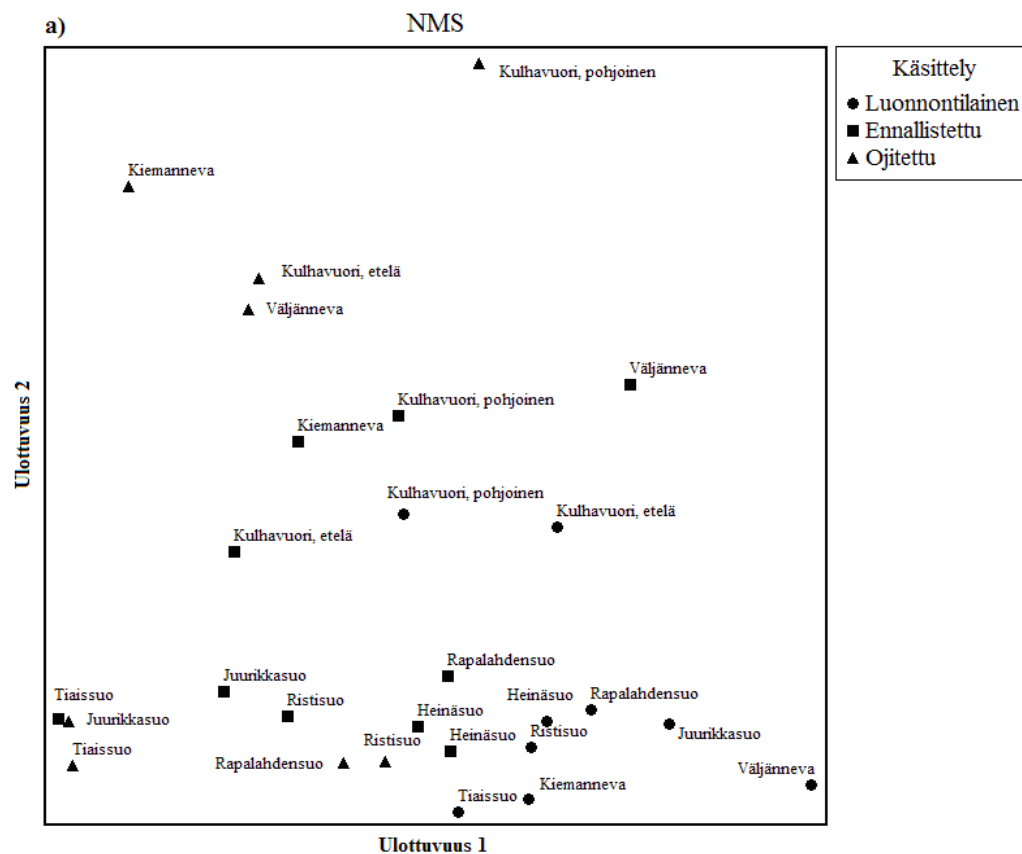 a)
NMS
Kulhavuori, pohjoinen
Käsittely
Luonnontilainen
Ennallistettu
Ojitettu
Kiemanneva
Kulhavuori, etelä
Väljänneva
Väljänneva
Kulhavuori, pohjoinen
Kiemanneva
Kulhavuori, pohjoinen
Kulhavuori, etelä
Kulhavuori, etelä
Rapalahdensuo
Juurikkasuo
Tiaissuo
Ristisuo
Heinäsuo
Rapalahdensuo
Juurikkasuo
Heinäsuo
Ristisuo
Juurikkasuo
Tiaissuo
Rapalahdensuo
Ristisuo
Heinäsuo
Väljänneva
Tiaissuo
Kiemanneva
Ulottuvuus 2
Ulottuvuus 1